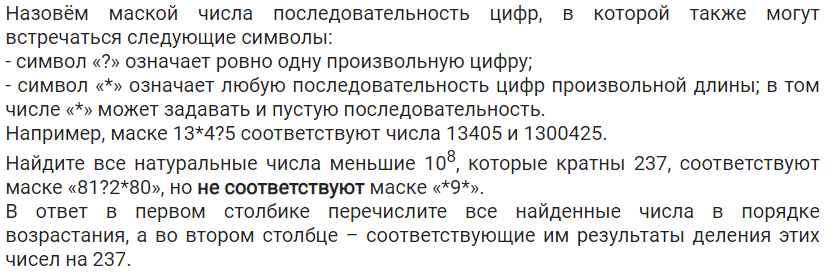 Назовём маской числа последовательность цифр, в которой также могут
встречаться следующие символы:
- символ «?» означает ровно одну произвольную цифру;
- символ «*» означает любую последовательность цифр произвольной длины; в том
числе «*» может задавать и пустую последовательность.
Например, маске 13*4?5 соответствуют числа 13405 и 1300425.
Найдите все натуральные числа меньшие 10⁸, которые кратны 237, соответствуют
маске «81?2*80», но не соответствуют маске «*9*».
В ответ в первом столбике перечислите все найденные числа в порядке
возрастания, а во втором столбце – соответствующие им результаты деления этих
чисел на 237.